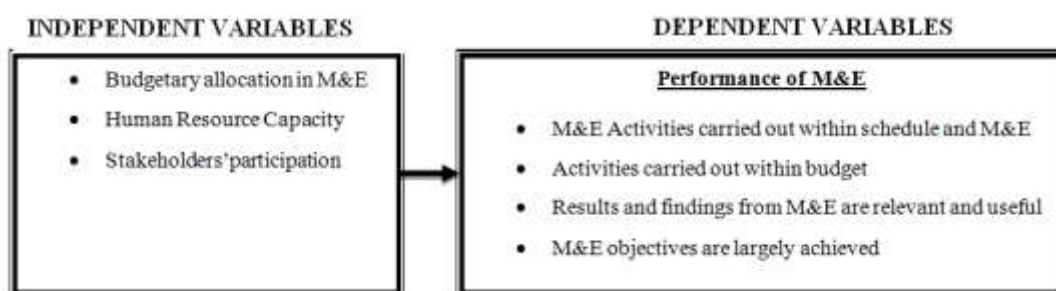 INDEPENDENT VARIABLES
• Budgetary allocation in M&E
• Human Resource Capacity
• Stakeholders’participation
DEPENDENT VARIABLES
Performance of M&E
• M&E Activities carried out within schedule and M&E
• Activities carried out within budget
• Results and findings from M&E are relevant and useful
• M&E objectives are largely achieved